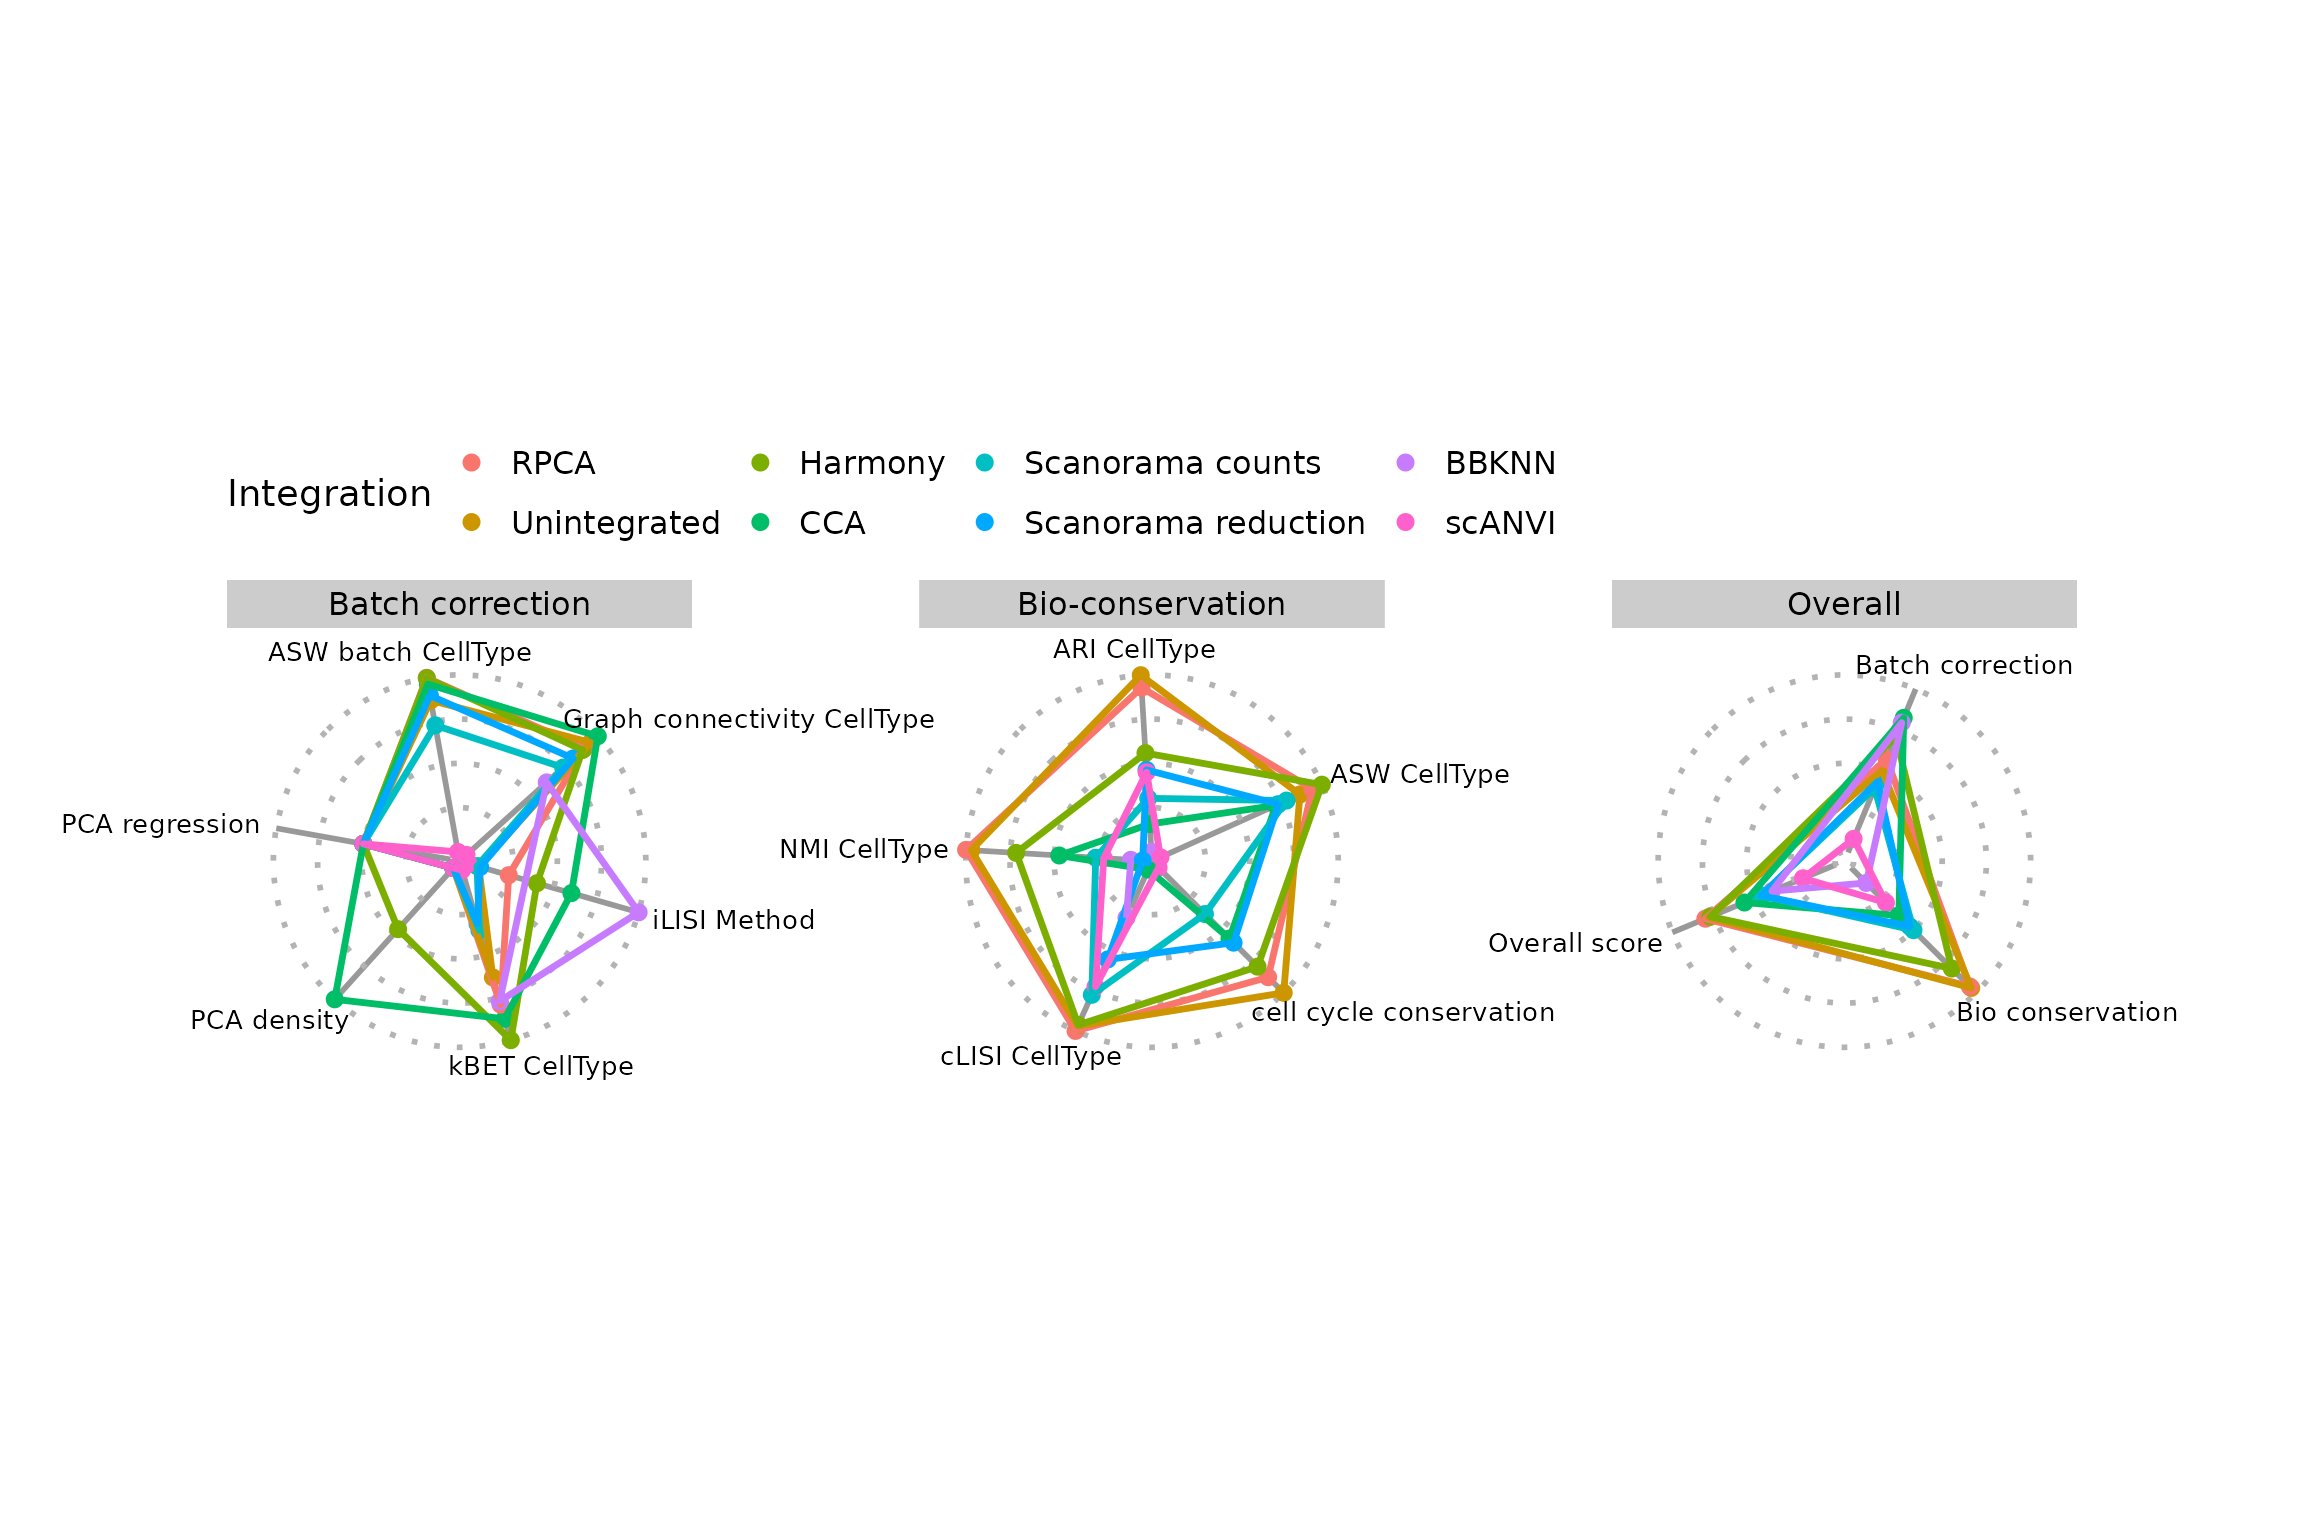 Integration
RPCA
Unintegrated
Harmony
CCA
Scanorama counts
Scanorama reduction
BBKNN
scANVI
Batch correction
Bio-conservation
Overall
ASW batch CellType
Graph connectivity CellType
PCA regression
iLISI Method
PCA density
kBET CellType
ARI CellType
ASW CellType
NMI CellType
cell cycle conservation
cLISI CellType
Batch correction
Overall score
Bio conservation